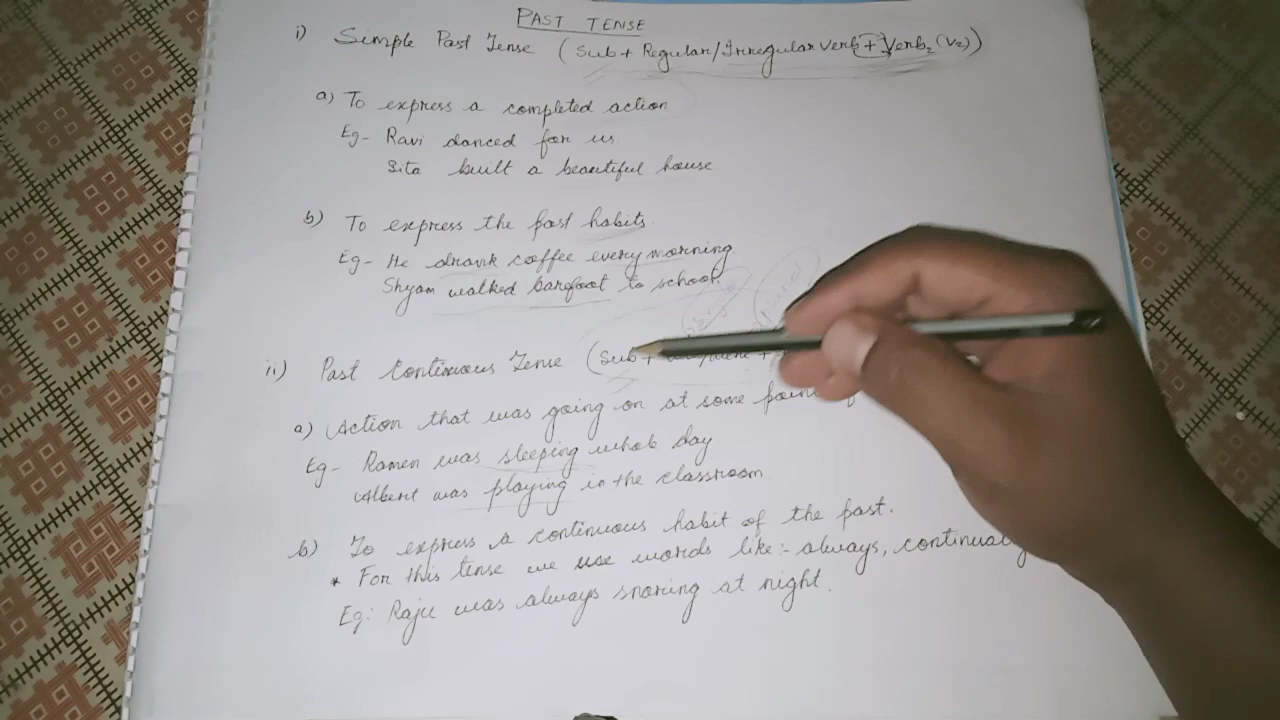 PAST TENSE
i) Simple Past Tense (Sub + Regular/Irregular Verb + Verb₂ (V₂))
a) To express a completed action
Eg- Ravi danced for us.
Sita built a beautiful house
b) To express the past habits.
Eg- He drank coffee every morning
Shyam walked barefoot to school.
ii) Past Continuous Tense (Sub +
a) Action that was going on at some point
Eg- Ramen was sleeping whole day
Albert was playing in the classroom.
b) To express a continuous habit of the past.
* For this tense we use words like:- always, continually
Eg: Raju was always snoring at night.